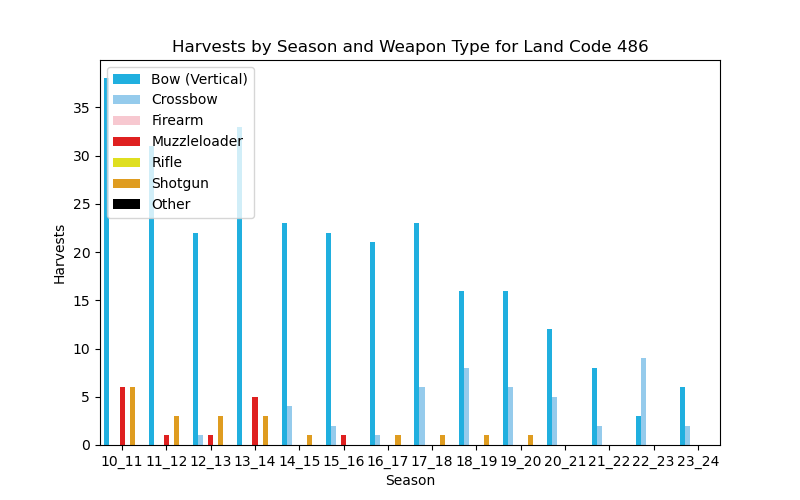 Harvests by Season and Weapon Type for Land Code 486
Bow (Vertical)
Crossbow
Firearm
Muzzleloader
Rifle
Shotgun
Other
35
30
25
20
15
10
5
0
Harvests
10_11 11_12 12_13 13_14 14_15 15_16 16_17 17_18 18_19 19_20 20_21 21_22 22_23 23_24
Season